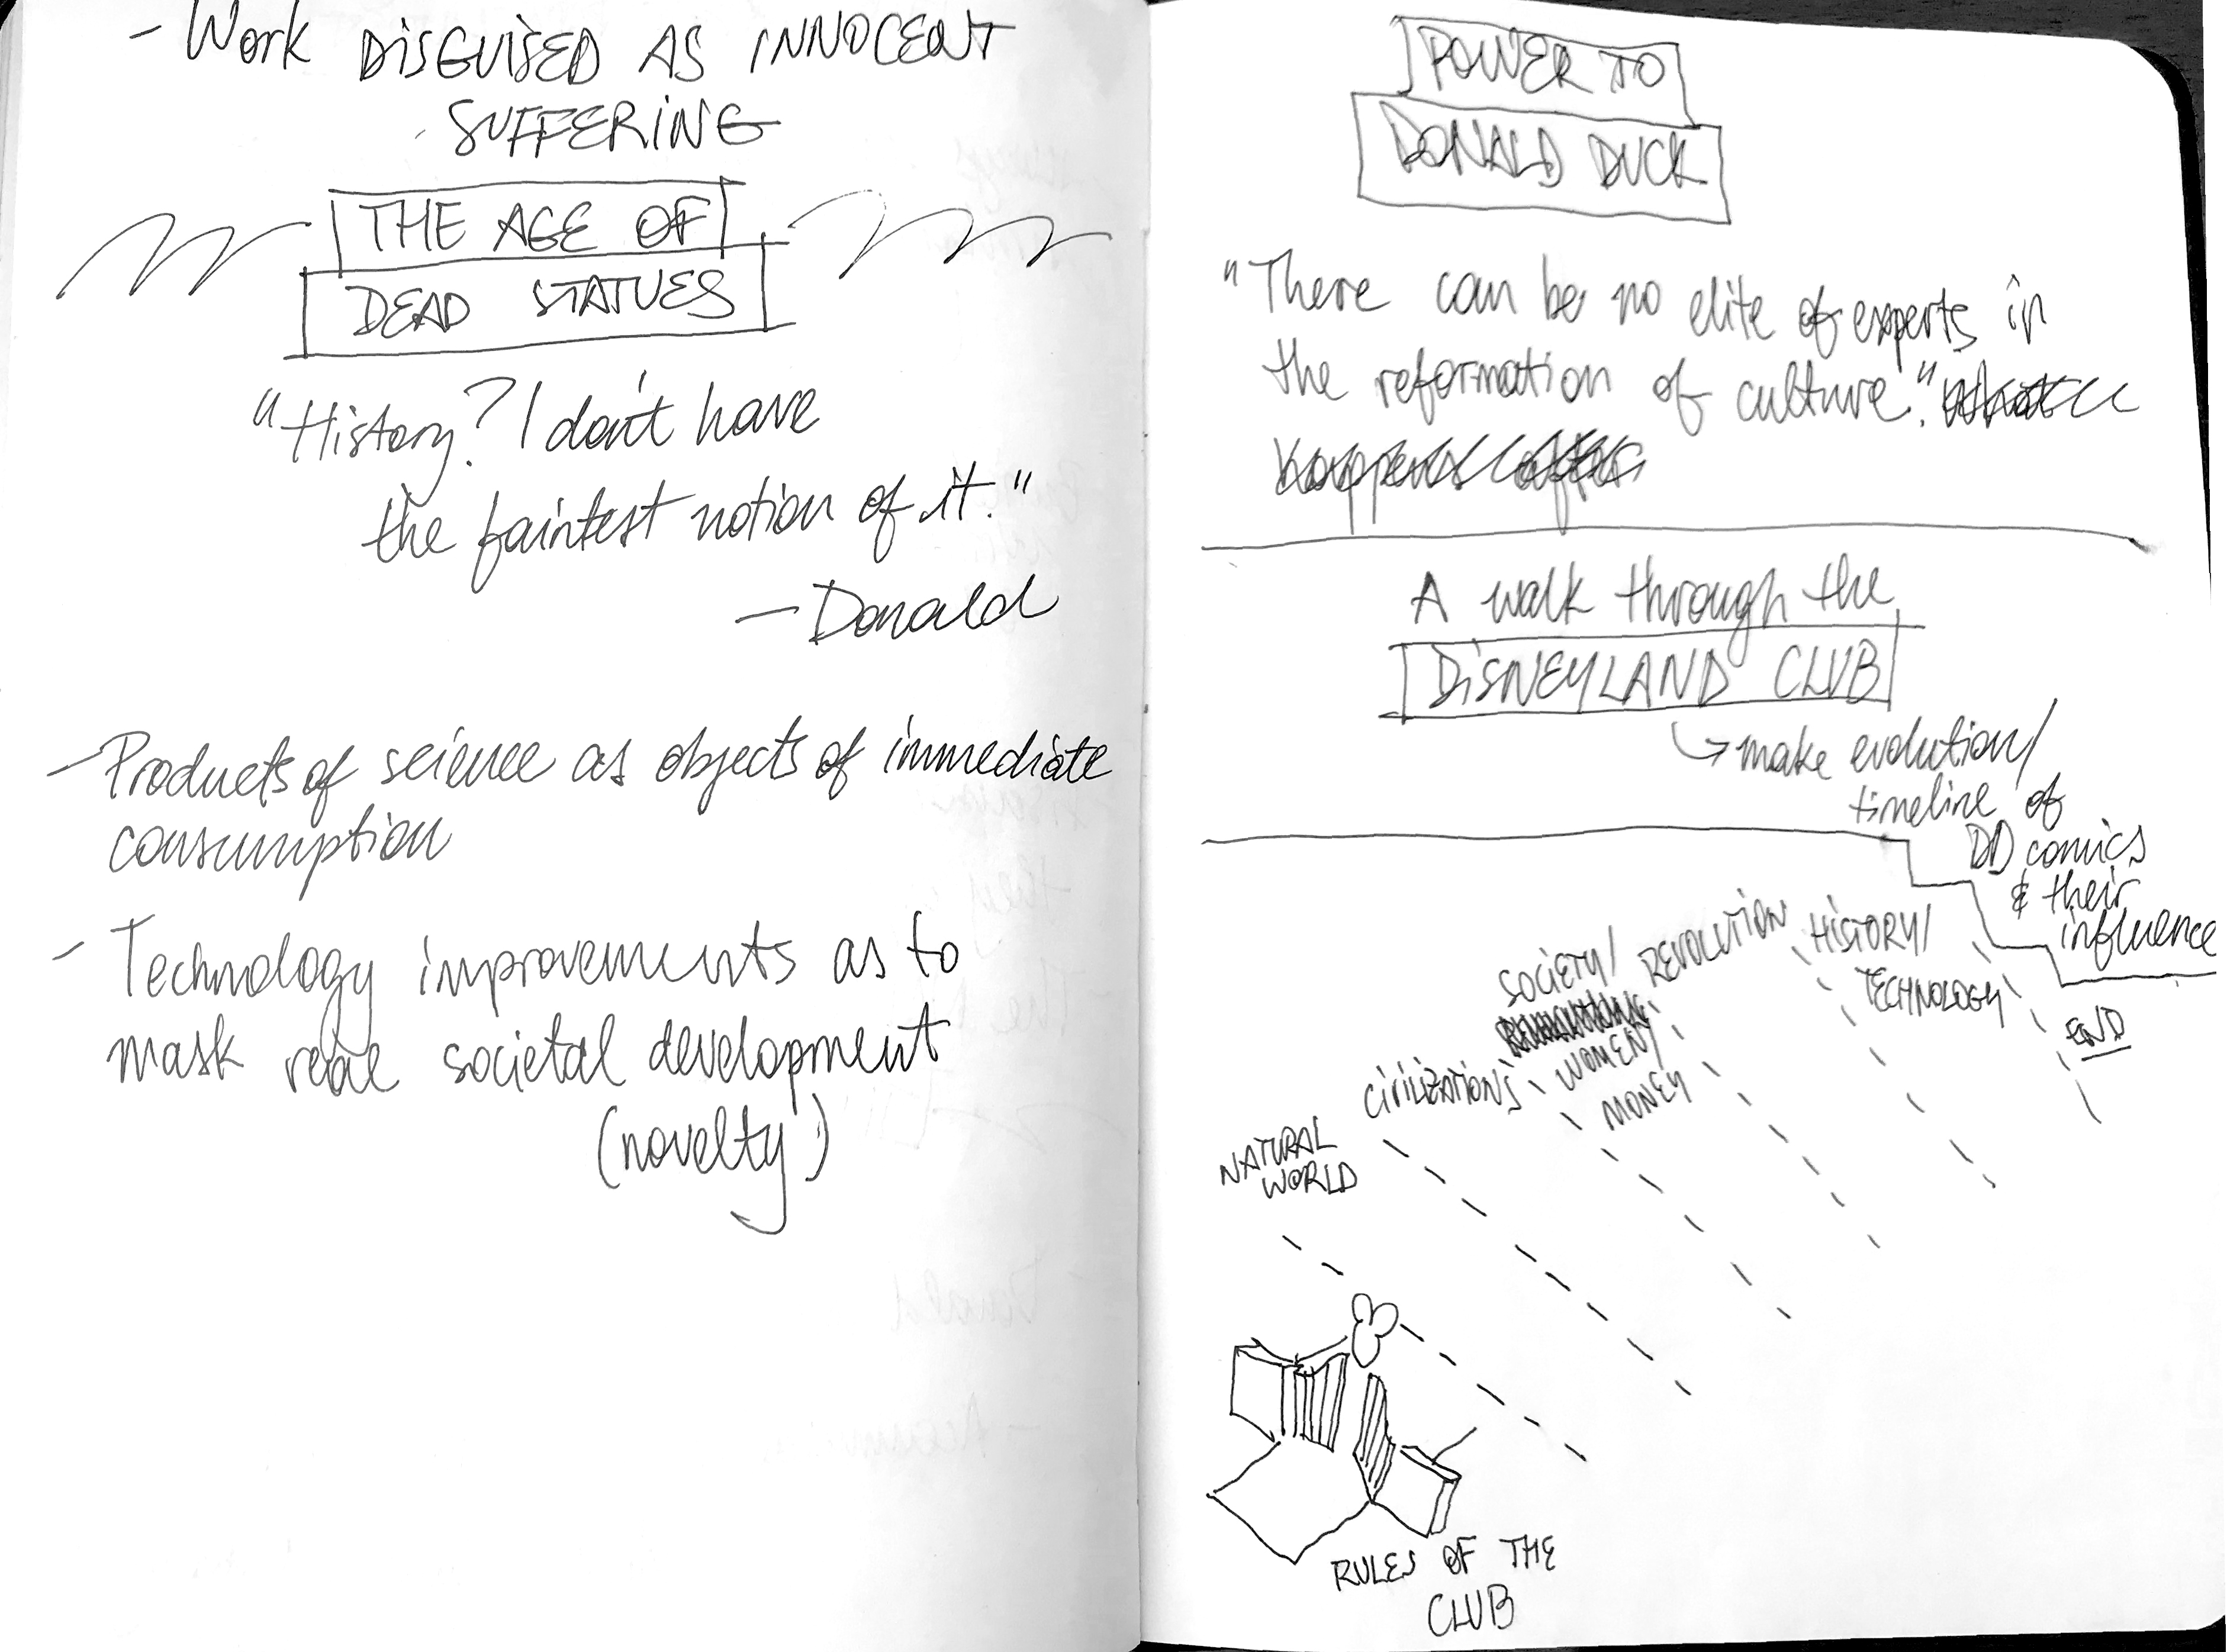 - Work DISGUISED AS INNOCENT
SUFFERING
THE AGE OF
DEAD STATUES
"History? I don't have
the faintest notion of it."
- Donald
- Products of science as objects of immediate
consumption
- Technology improvements as to
mask real societal development
(novelty)
POWER TO
DONALD DUCK
"There can be no elite of experts in
the reformation of culture."
A walk through the
DISNEYLAND CLUB
↳ make evolution/
timeline of
DD comics
& their
influence
NATURAL
WORLD
CIVILIZATIONS
SOCIETY/
WOMEN/
MONEY
REVOLUTION
HISTORY/
TECHNOLOGY
END
RULES OF THE
CLUB